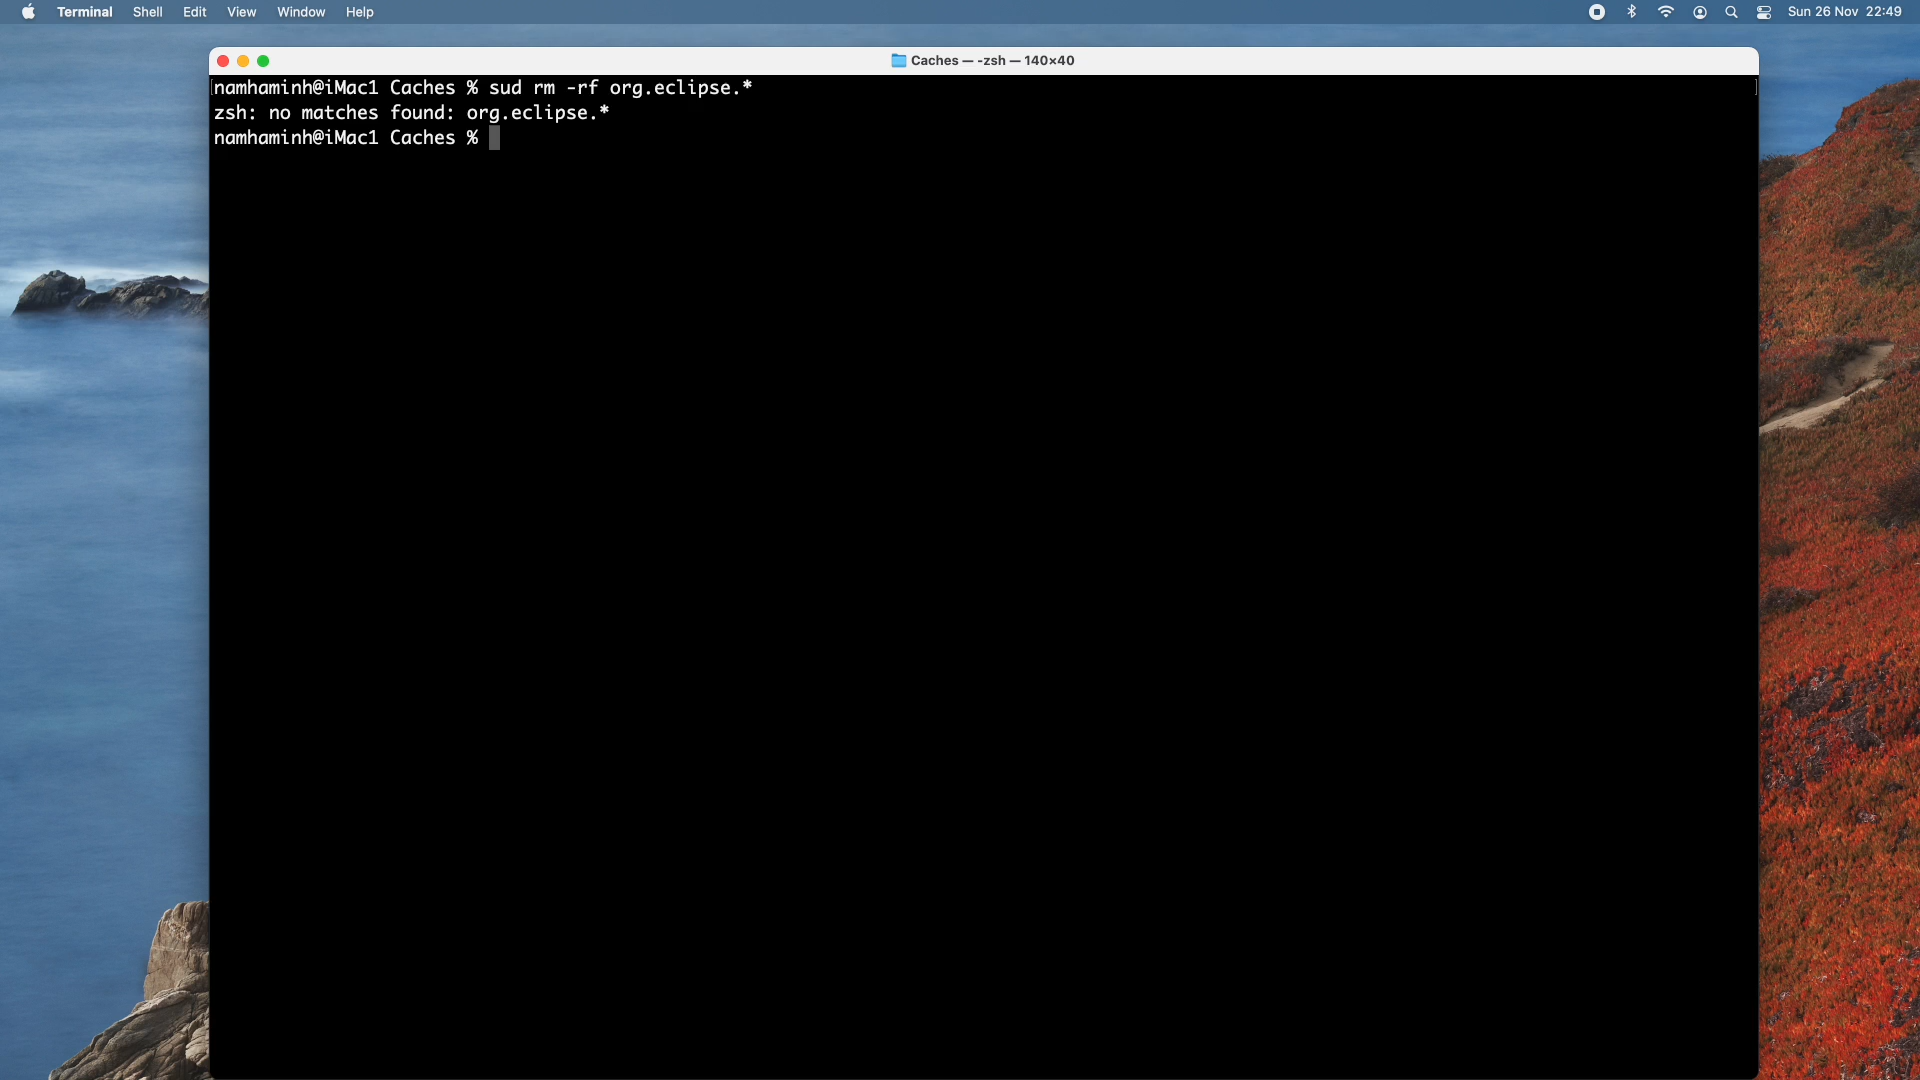 Terminal Shell Edit View Window Help Sun 26 Nov 22:49
Caches — -zsh — 140×40
namhaminh@iMac1 Caches % sud rm -rf org.eclipse.*
zsh: no matches found: org.eclipse.*
namhaminh@iMac1 Caches %